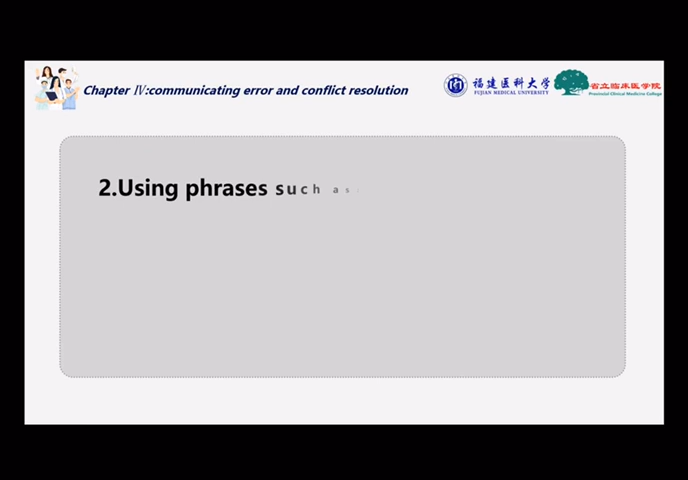 Chapter Ⅳ:communicating error and conflict resolution
福建医科大学
FUJIAN MEDICAL UNIVERSITY
省立临床医学院
Provincial Clinical Medicine College
2.Using phrases such as